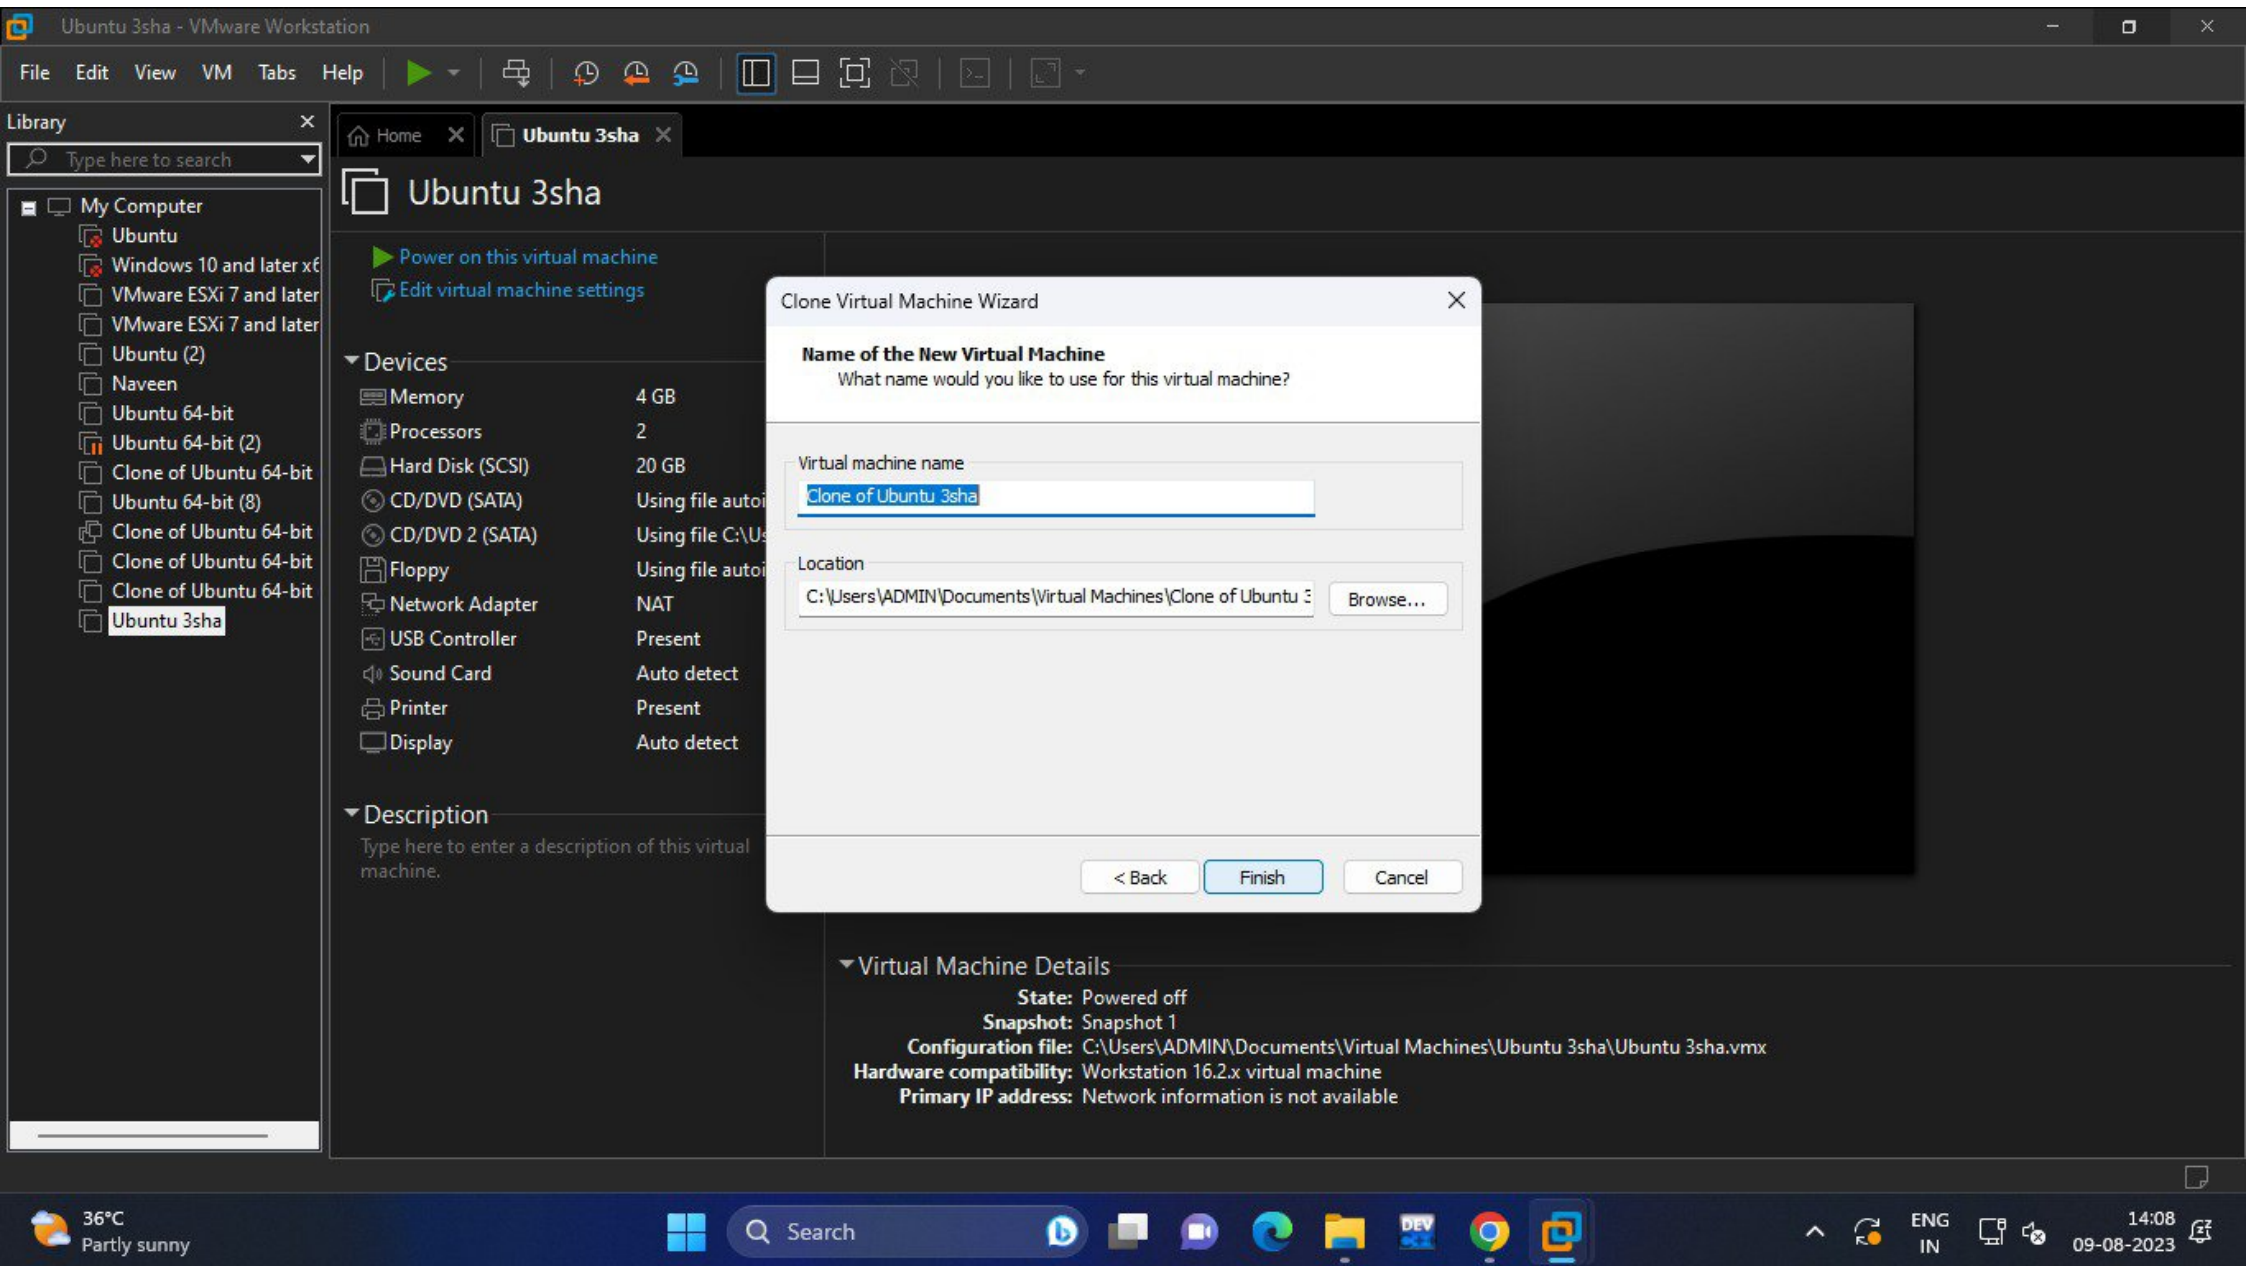 Ubuntu 3sha - VMware Workstation
File Edit View VM Tabs Help
Library
Type here to search
My Computer
Ubuntu
Windows 10 and later x6
VMware ESXi 7 and later
VMware ESXi 7 and later
Ubuntu (2)
Naveen
Ubuntu 64-bit
Ubuntu 64-bit (2)
Clone of Ubuntu 64-bit
Ubuntu 64-bit (8)
Clone of Ubuntu 64-bit
Clone of Ubuntu 64-bit
Clone of Ubuntu 64-bit
Ubuntu 3sha
Home
Ubuntu 3sha
Ubuntu 3sha
Power on this virtual machine
Edit virtual machine settings
Devices
Memory 4 GB
Processors 2
Hard Disk (SCSI) 20 GB
CD/DVD (SATA) Using file autoi
CD/DVD 2 (SATA) Using file C:\Us
Floppy Using file autoi
Network Adapter NAT
USB Controller Present
Sound Card Auto detect
Printer Present
Display Auto detect
Description
Type here to enter a description of this virtual
machine.
Clone Virtual Machine Wizard
Name of the New Virtual Machine
What name would you like to use for this virtual machine?
Virtual machine name
Clone of Ubuntu 3sha
Location
C:\Users\ADMIN\Documents\Virtual Machines\Clone of Ubuntu 3
Browse...
< Back
Finish
Cancel
Virtual Machine Details
State: Powered off
Snapshot: Snapshot 1
Configuration file: C:\Users\ADMIN\Documents\Virtual Machines\Ubuntu 3sha\Ubuntu 3sha.vmx
Hardware compatibility: Workstation 16.2.x virtual machine
Primary IP address: Network information is not available
36°C
Partly sunny
Search
DEV
C++
ENG
IN
14:08
09-08-2023